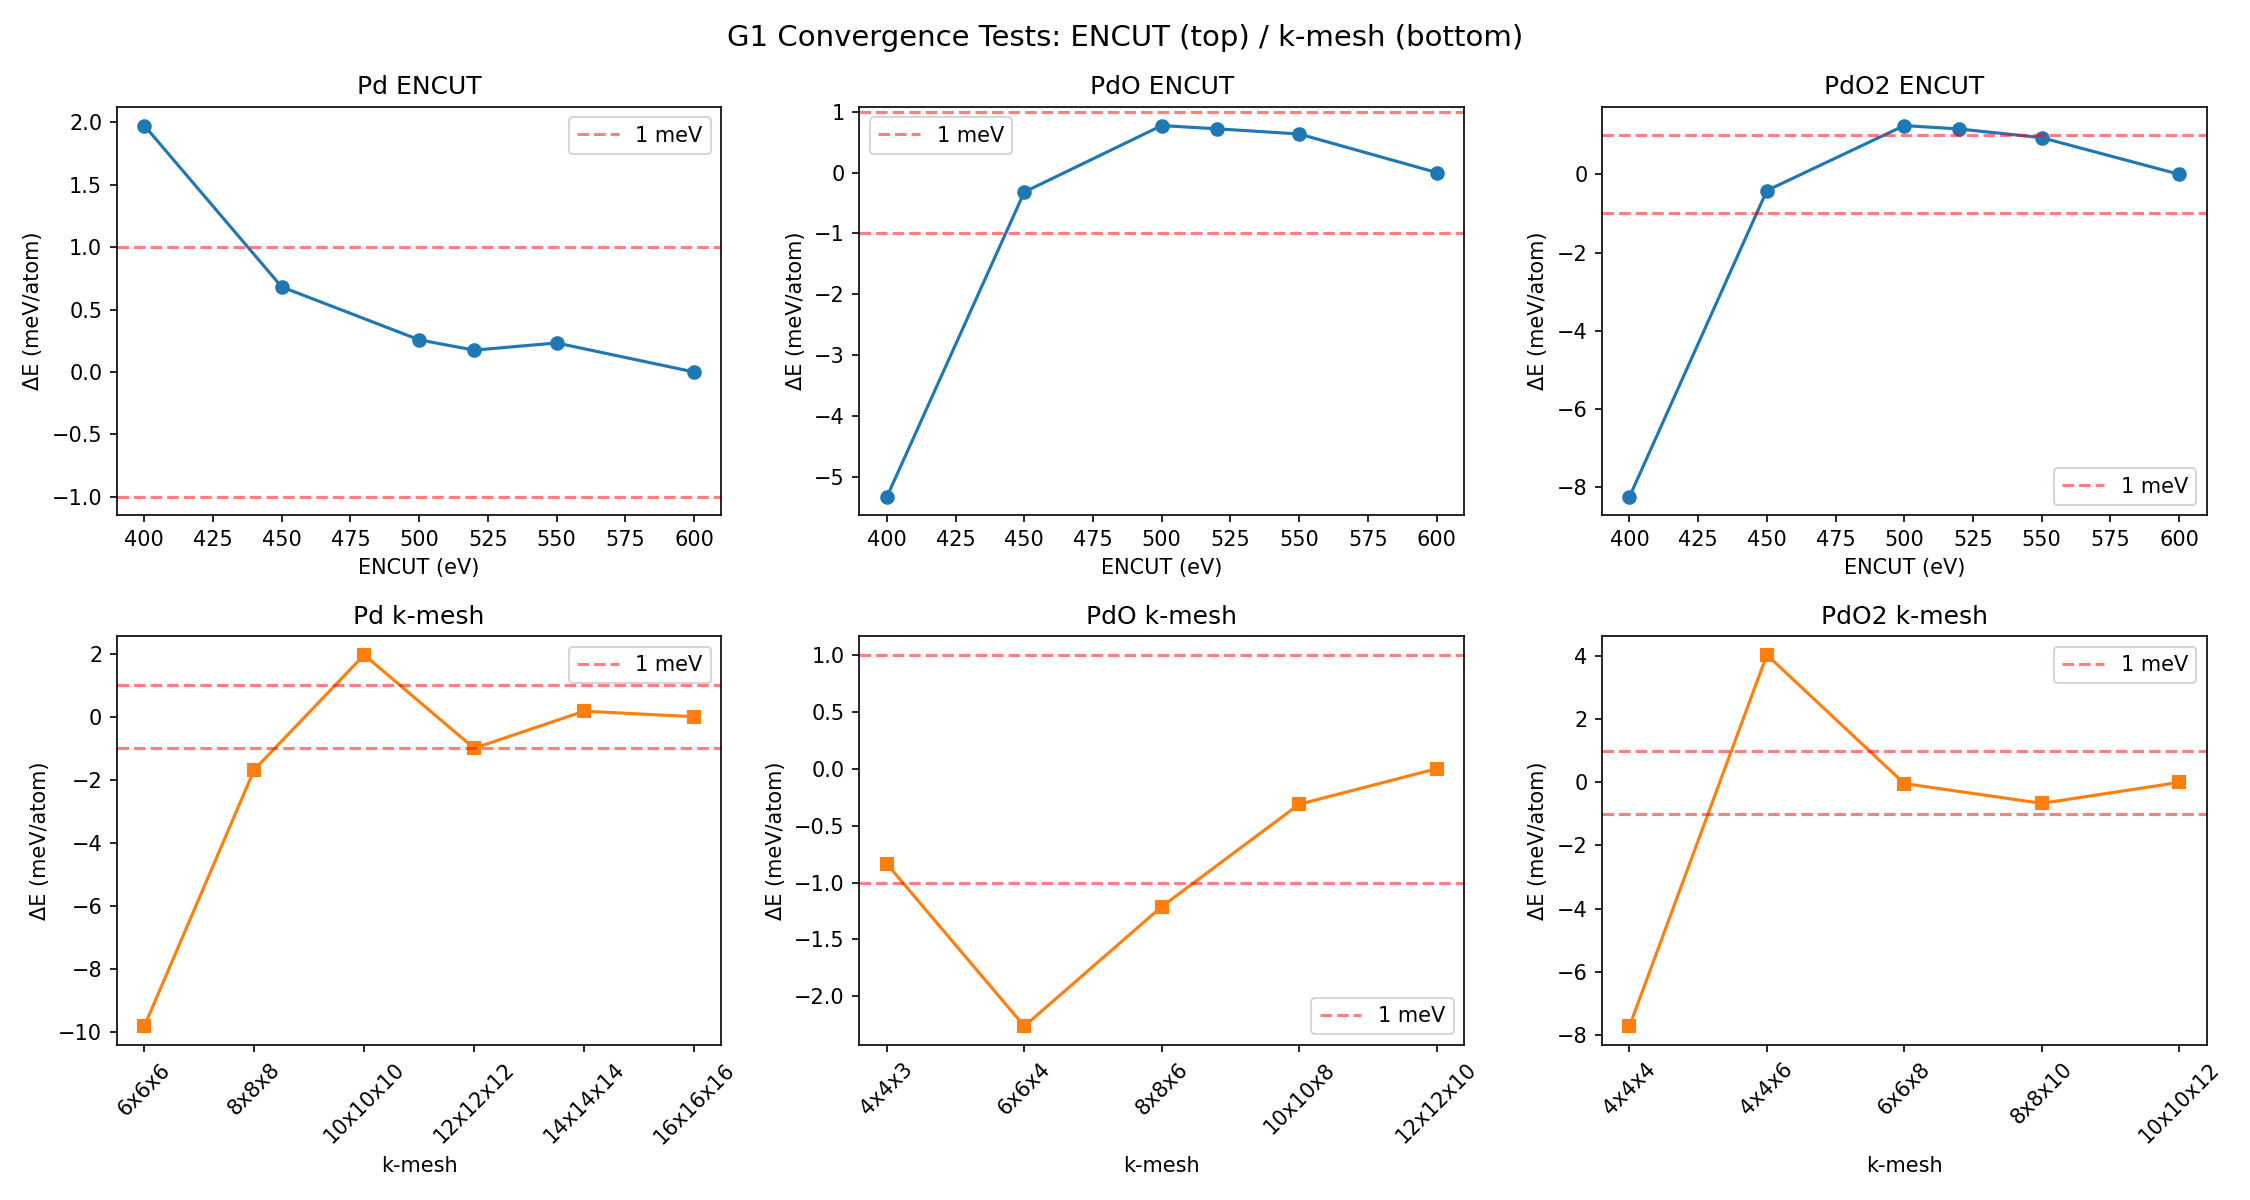 G1 Convergence Tests: ENCUT (top) / k-mesh (bottom)
Pd ENCUT
ΔE (meV/atom)
2.0
1.5
1.0
0.5
0.0
−0.5
−1.0
1 meV
400 425 450 475 500 525 550 575 600
ENCUT (eV)
PdO ENCUT
ΔE (meV/atom)
1
0
−1
−2
−3
−4
−5
1 meV
400 425 450 475 500 525 550 575 600
ENCUT (eV)
PdO2 ENCUT
ΔE (meV/atom)
0
−2
−4
−6
−8
1 meV
400 425 450 475 500 525 550 575 600
ENCUT (eV)
Pd k-mesh
ΔE (meV/atom)
2
0
−2
−4
−6
−8
−10
1 meV
6x6x6 8x8x8 10x10x10 12x12x12 14x14x14 16x16x16
k-mesh
PdO k-mesh
ΔE (meV/atom)
1.0
0.5
0.0
−0.5
−1.0
−1.5
−2.0
1 meV
4x4x3 6x6x4 8x8x6 10x10x8 12x12x10
k-mesh
PdO2 k-mesh
ΔE (meV/atom)
4
2
0
−2
−4
−6
−8
1 meV
4x4x4 4x4x6 6x6x8 8x8x10 10x10x12
k-mesh